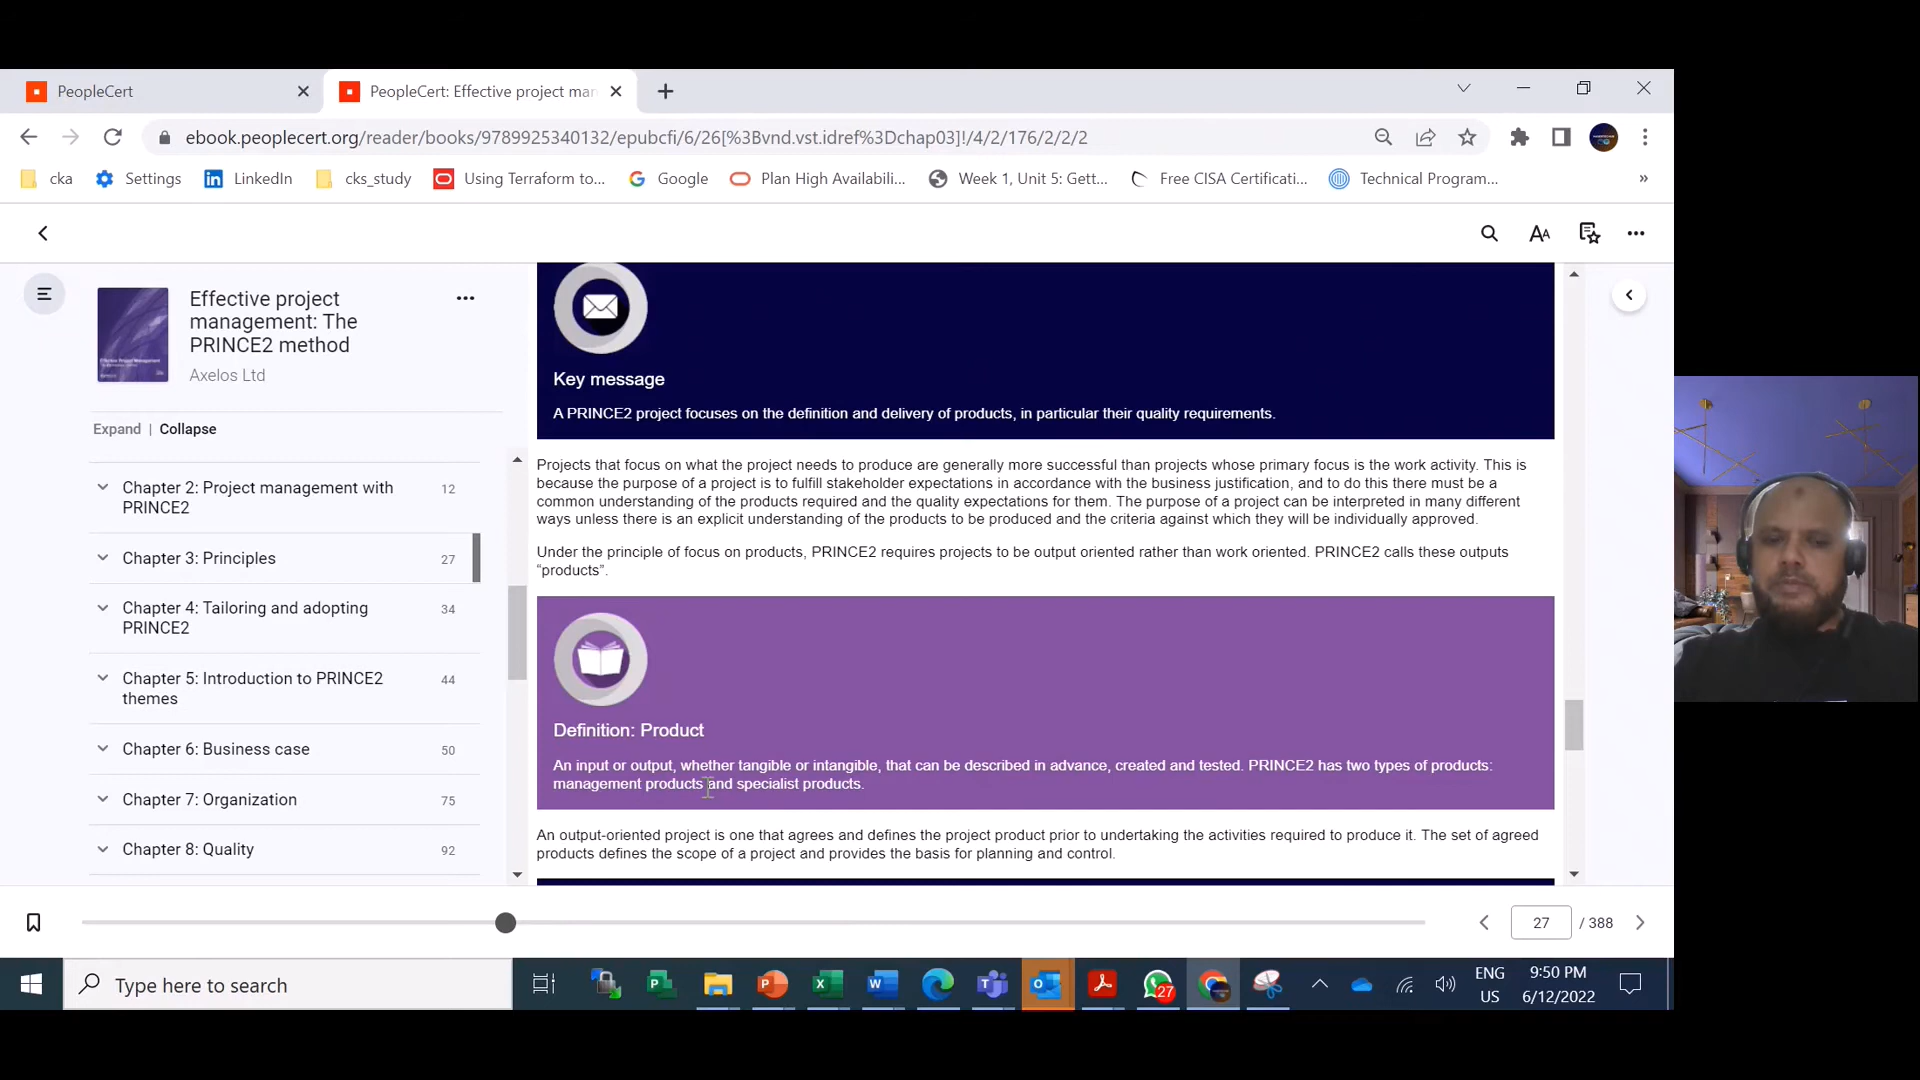 PeopleCert
PeopleCert: Effective project mar
ebook.peoplecert.org/reader/books/9789925340132/epubcfi/6/26[%3Bvnd.vst.idref%3Dchap03]!/4/2/176/2/2/2
cka
Settings
LinkedIn
cks_study
Using Terraform to...
Google
Plan High Availabili...
Week 1, Unit 5: Gett...
Free CISA Certificati...
Technical Program...
»
AA
Effective project
management: The
PRINCE2 method
Axelos Ltd
Expand | Collapse
Chapter 2: Project management with
PRINCE2
12
Chapter 3: Principles
27
Chapter 4: Tailoring and adopting
PRINCE2
34
Chapter 5: Introduction to PRINCE2
themes
44
Chapter 6: Business case
50
Chapter 7: Organization
75
Chapter 8: Quality
92
Key message
A PRINCE2 project focuses on the definition and delivery of products, in particular their quality requirements.
Projects that focus on what the project needs to produce are generally more successful than projects whose primary focus is the work activity. This is
because the purpose of a project is to fulfill stakeholder expectations in accordance with the business justification, and to do this there must be a
common understanding of the products required and the quality expectations for them. The purpose of a project can be interpreted in many different
ways unless there is an explicit understanding of the products to be produced and the criteria against which they will be individually approved.
Under the principle of focus on products, PRINCE2 requires projects to be output oriented rather than work oriented. PRINCE2 calls these outputs
“products”.
Definition: Product
An input or output, whether tangible or intangible, that can be described in advance, created and tested. PRINCE2 has two types of products:
management products and specialist products.
An output-oriented project is one that agrees and defines the project product prior to undertaking the activities required to produce it. The set of agreed
products defines the scope of a project and provides the basis for planning and control.
27 / 388
Type here to search
27
ENG
US
9:50 PM
6/12/2022